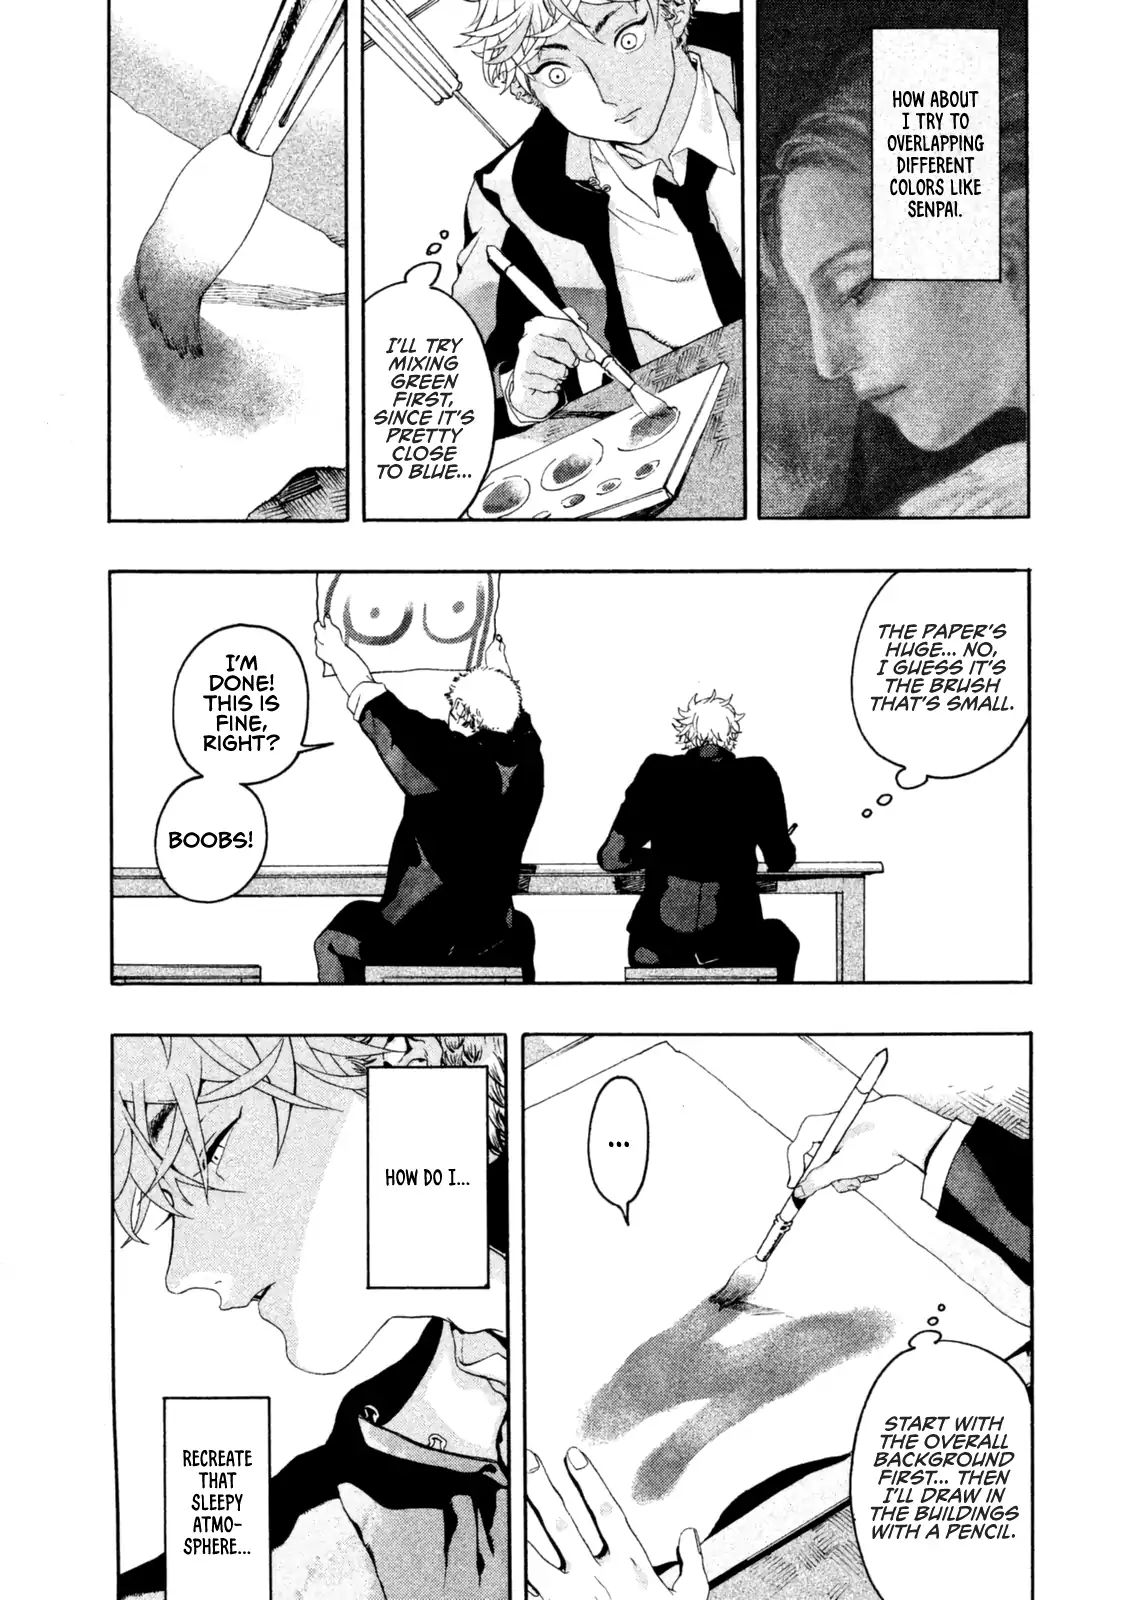 HOW ABOUT
I TRY TO
OVERLAPPING
DIFFERENT
COLORS LIKE
SENPAI.
I'LL TRY
MIXING
GREEN
FIRST,
SINCE IT'S
PRETTY
CLOSE
TO BLUE...
THE PAPER'S
HUGE... NO,
I GUESS IT'S
THE BRUSH
THAT'S SMALL.
I'M
DONE!
THIS IS
FINE,
RIGHT?
BOOBS!
...
START WITH
THE OVERALL
BACKGROUND
FIRST... THEN
I'LL DRAW IN
THE BUILDINGS
WITH A PENCIL.
HOW DO I...
RECREATE
THAT
SLEEPY
ATMO-
SPHERE...